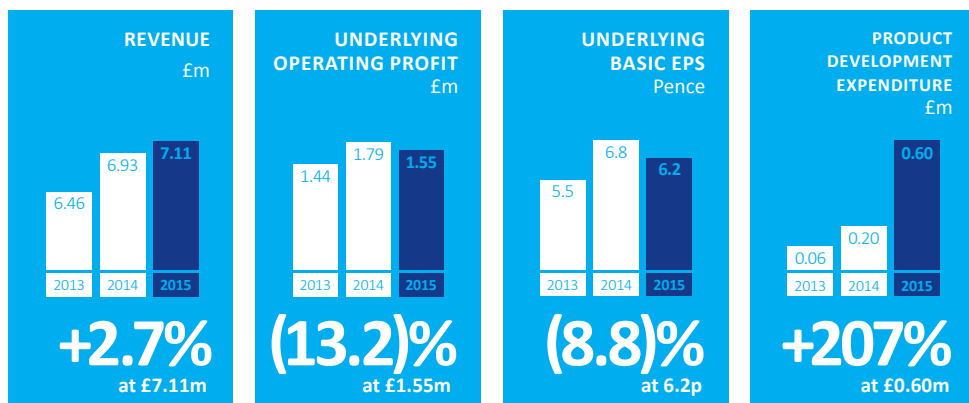 REVENUE
£m
6.46
6.93
7.11
2013
2014
2015
+2.7%
at £7.11m
UNDERLYING
OPERATING PROFIT
£m
1.44
1.79
1.55
2013
2014
2015
(13.2)%
at £1.55m
UNDERLYING
BASIC EPS
Pence
5.5
6.8
6.2
2013
2014
2015
(8.8)%
at 6.2p
PRODUCT
DEVELOPMENT
EXPENDITURE
£m
0.06
0.20
0.60
2013
2014
2015
+207%
at £0.60m